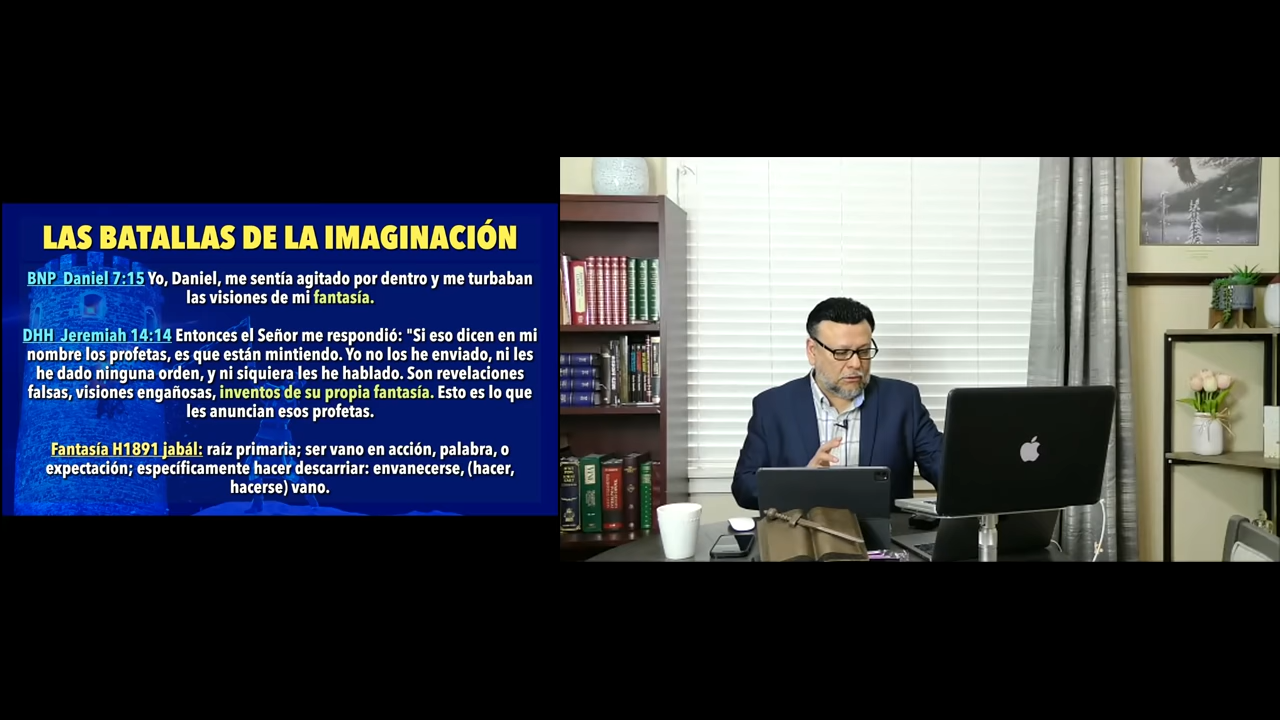 LAS BATALLAS DE LA IMAGINACIÓN
BNP Daniel 7:15 Yo, Daniel, me sentía agitado por dentro y me turbaban
las visiones de mi fantasía.
DHH Jeremiah 14:14 Entonces el Señor me respondió: "Si eso dicen en mi
nombre los profetas, es que están mintiendo. Yo no los he enviado, ni les
he dado ninguna orden, y ni siquiera les he hablado. Son revelaciones
falsas, visiones engañosas, inventos de su propia fantasía. Esto es lo que
les anuncian esos profetas.
Fantasía H1891 jabál: raíz primaria; ser vano en acción, palabra, o
expectación; específicamente hacer descarriar: envanecerse, (hacer,
hacerse) vano.